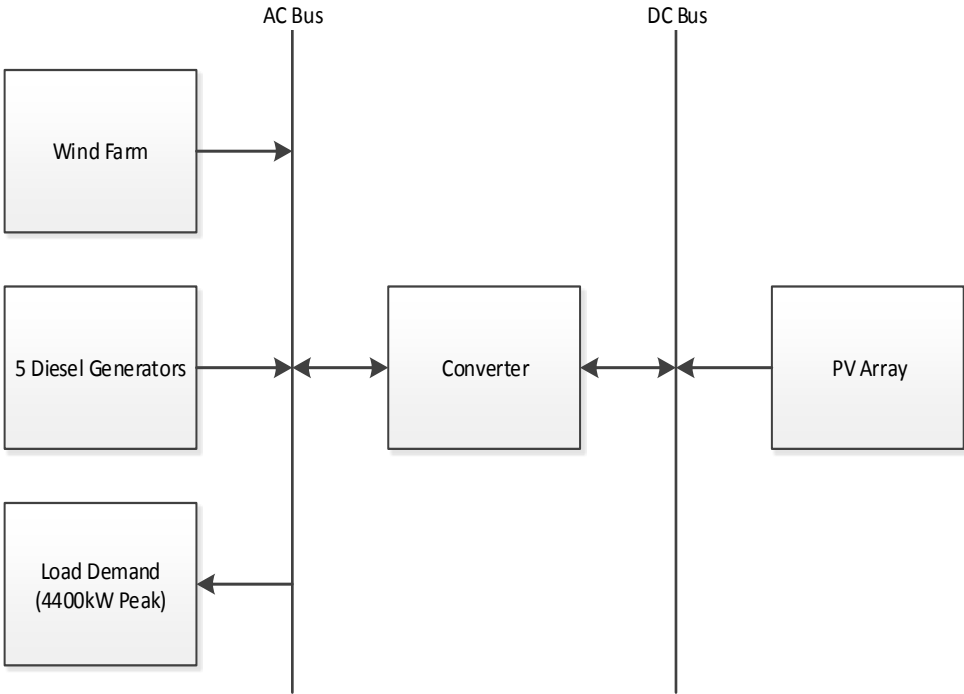 AC Bus
DC Bus
Wind Farm
5 Diesel Generators
Converter
PV Array
Load Demand
(4400kW Peak)